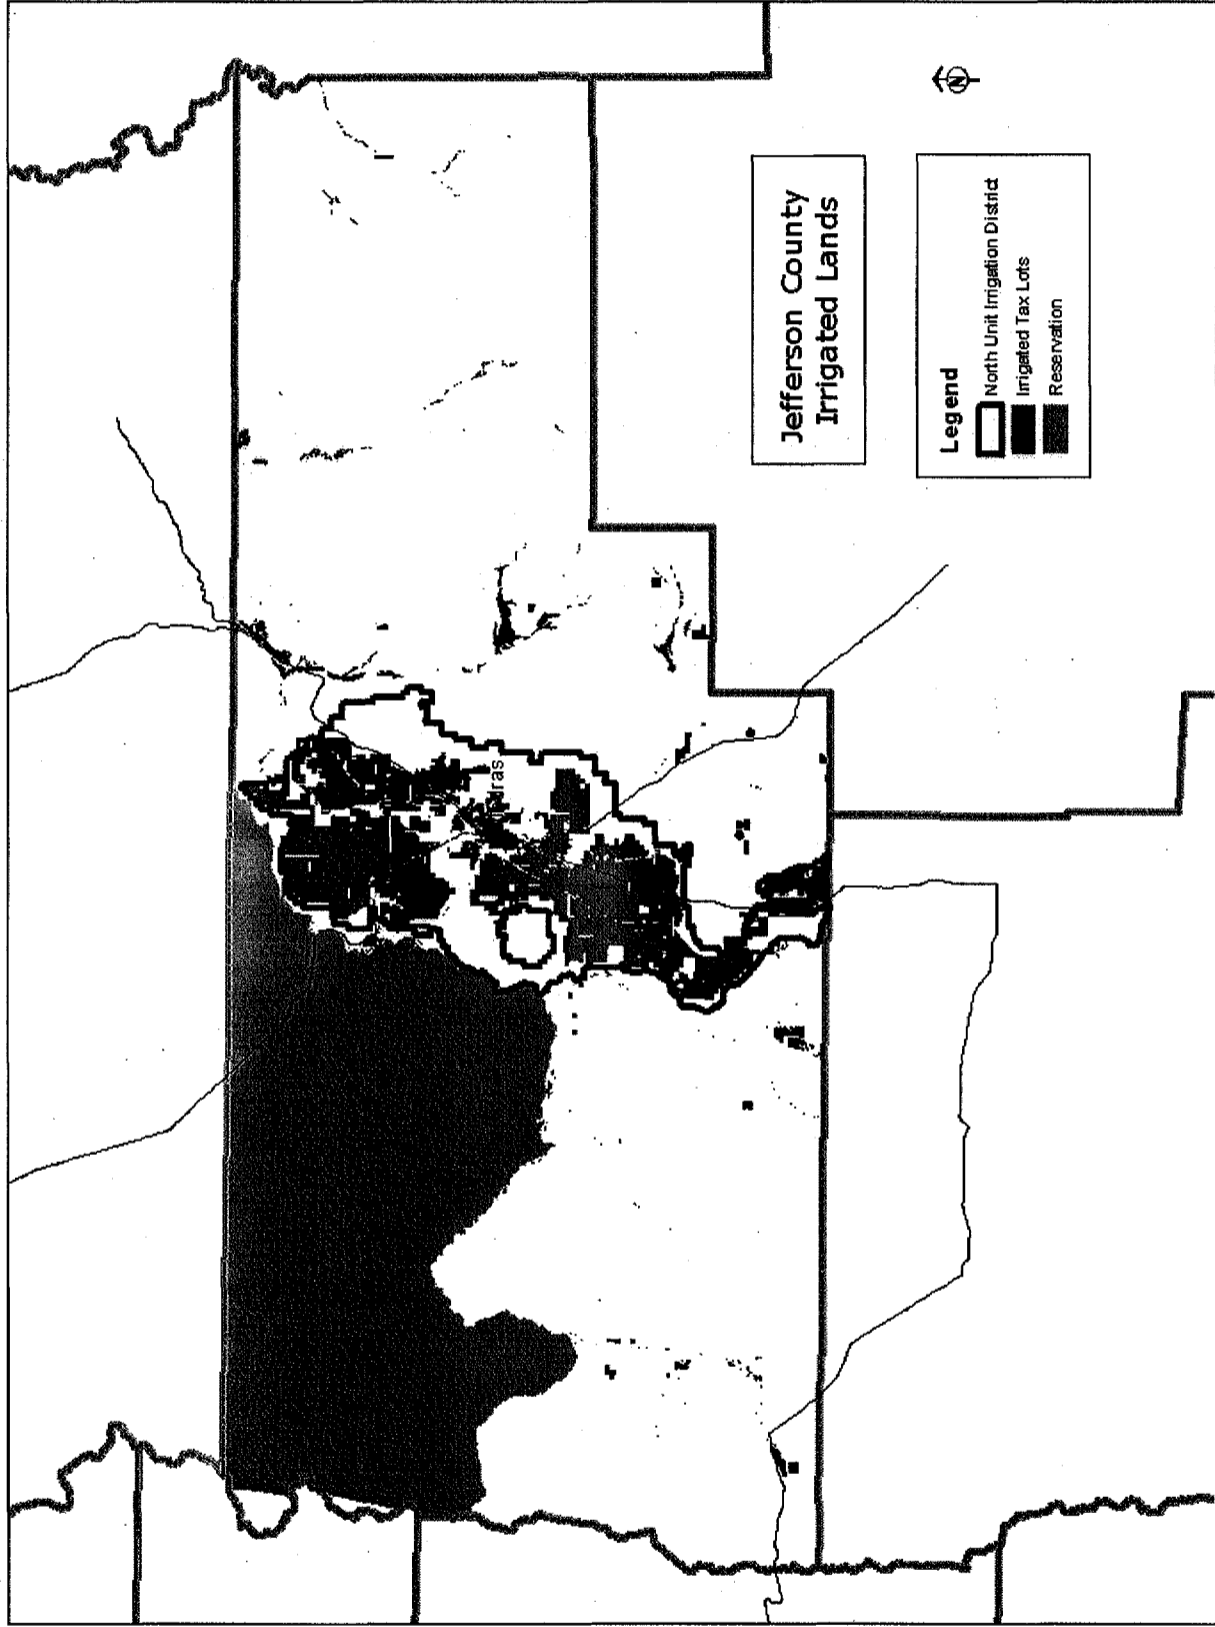 Jefferson County
Irrigated Lands
N
Legend
North Unit Irrigation District
Irrigated Tax Lots
Reservation